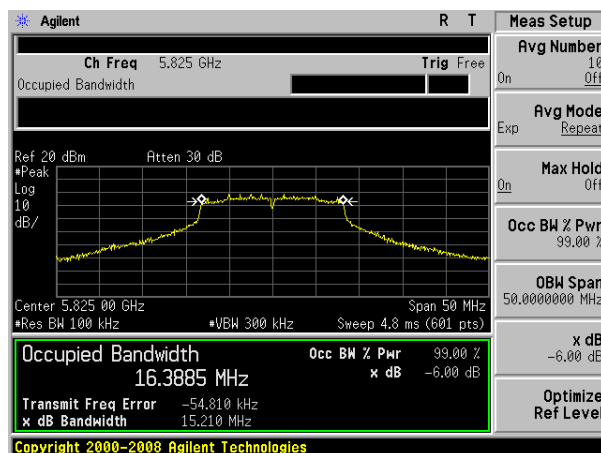 Agilent R T
Ch Freq 5.825 GHz Trig Free
Occupied Bandwidth
Ref 20 dBm Atten 30 dB
#Peak
Log
10
dB/
Center 5.825 00 GHz Span 50 MHz
#Res BW 100 kHz #VBW 300 kHz Sweep 4.8 ms (601 pts)
Occupied Bandwidth Occ BW % Pwr 99.00 %
16.3885 MHz x dB -6.00 dB
Transmit Freq Error -54.810 kHz
x dB Bandwidth 15.210 MHz
Copyright 2000-2008 Agilent Technologies
Meas Setup
Avg Number
10
On Off
Avg Mode
Exp Repeat
Max Hold
On Off
Occ BW % Pwr
99.00 %
OBW Span
50.0000000 MHz
x dB
-6.00 dB
Optimize
Ref Level